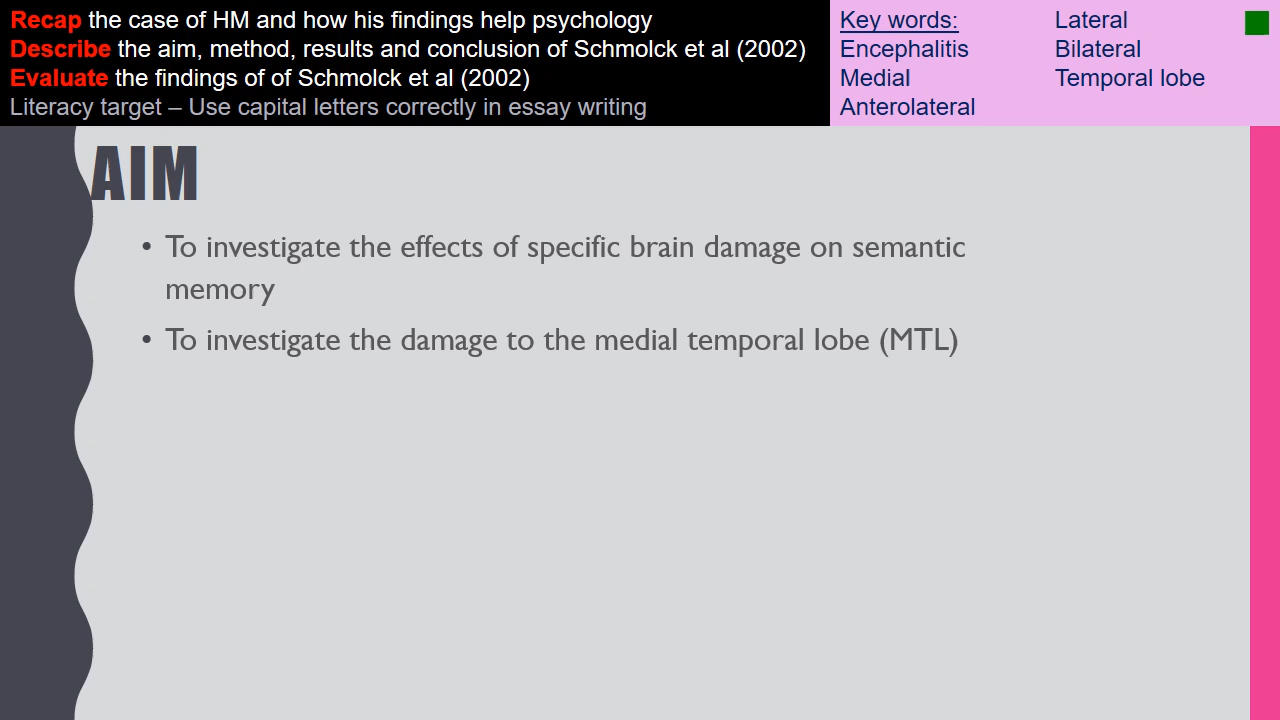 Recap the case of HM and how his findings help psychology
Describe the aim, method, results and conclusion of Schmolck et al (2002)
Evaluate the findings of of Schmolck et al (2002)
Literacy target – Use capital letters correctly in essay writing
Key words:
Encephalitis
Medial
Anterolateral
Lateral
Bilateral
Temporal lobe
AIM
• To investigate the effects of specific brain damage on semantic
memory
• To investigate the damage to the medial temporal lobe (MTL)